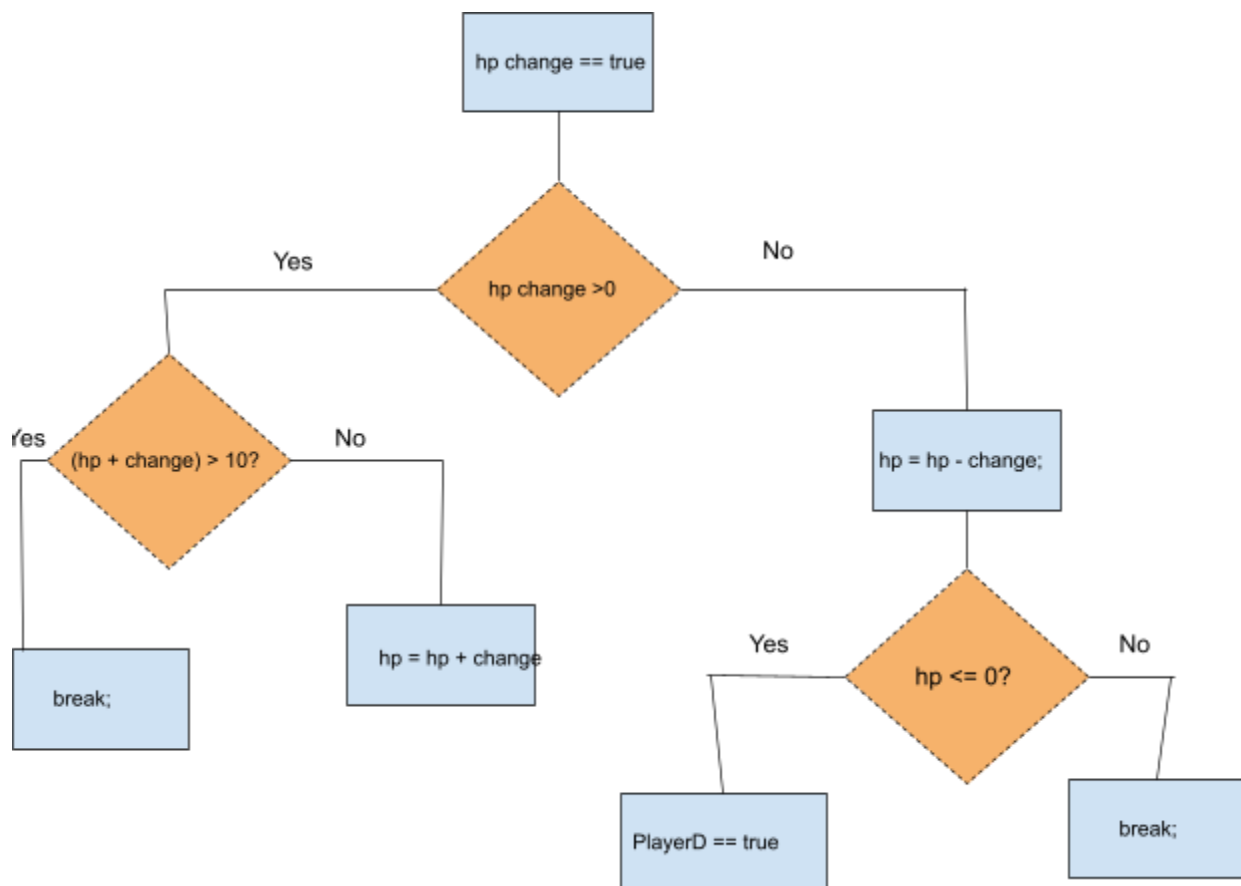 hp change == true
Yes
No
hp change >0
Yes
(hp + change) > 10?
No
hp = hp - change;
break;
hp = hp + change
Yes
hp <= 0?
No
PlayerD == true
break;